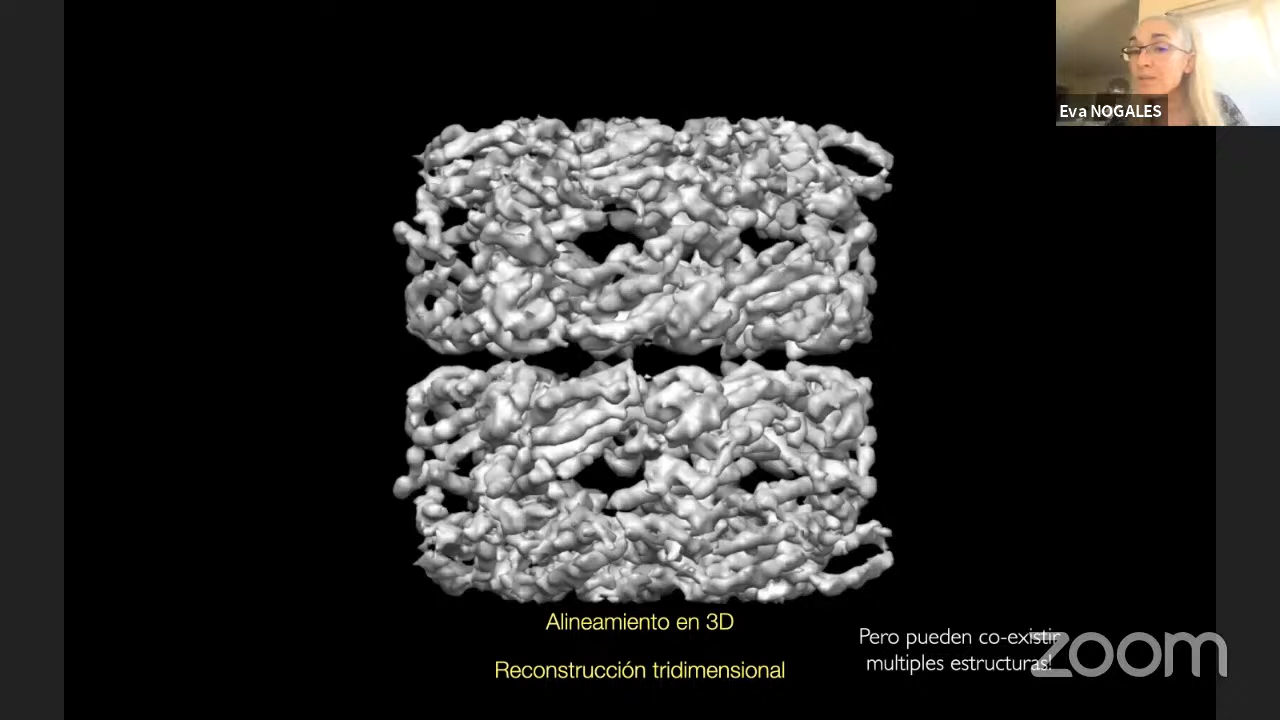 Eva NOGALES
Alineamiento en 3D
Reconstrucción tridimensional
Pero pueden co-existir
multiples estructuras!
zoom